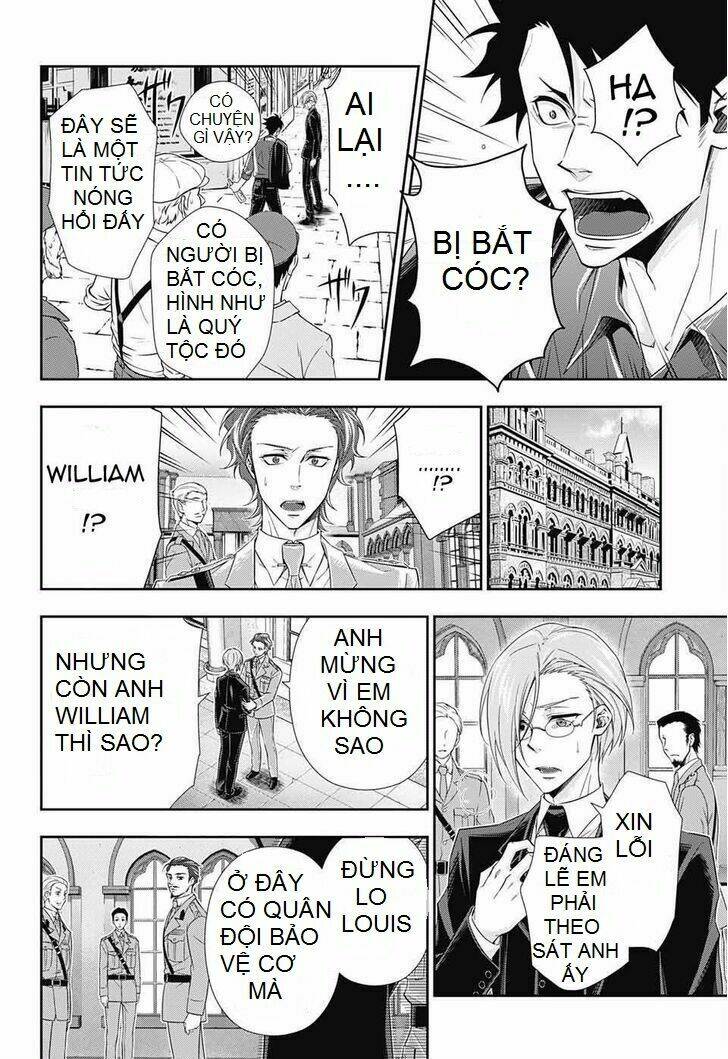 HA
!?
BỊ BẮT
CÓC?
AI
LẠI
....
CÓ
CHUYỆN
GÌ VẬY?
ĐÂY SẼ
LÀ MỘT
TIN TỨC
NÓNG
HỔI ĐẤY
CÓ
NGƯỜI BỊ
BẮT CÓC,
HÌNH NHƯ
LÀ QUÝ
TỘC ĐÓ
........
!?
WILLIAM
!?
XIN
LỖI
ĐÁNG
LẼ EM
PHẢI
THEO
SÁT ANH
ẤY
ANH
MỪNG
VÌ EM
KHÔNG
SAO
NHƯNG
CÒN ANH
WILLIAM
THÌ SAO?
ĐỪNG
LO
LOUIS
Ở ĐÂY
CÓ QUÂN
ĐỘI BẢO
VỆ CƠ
MÀ